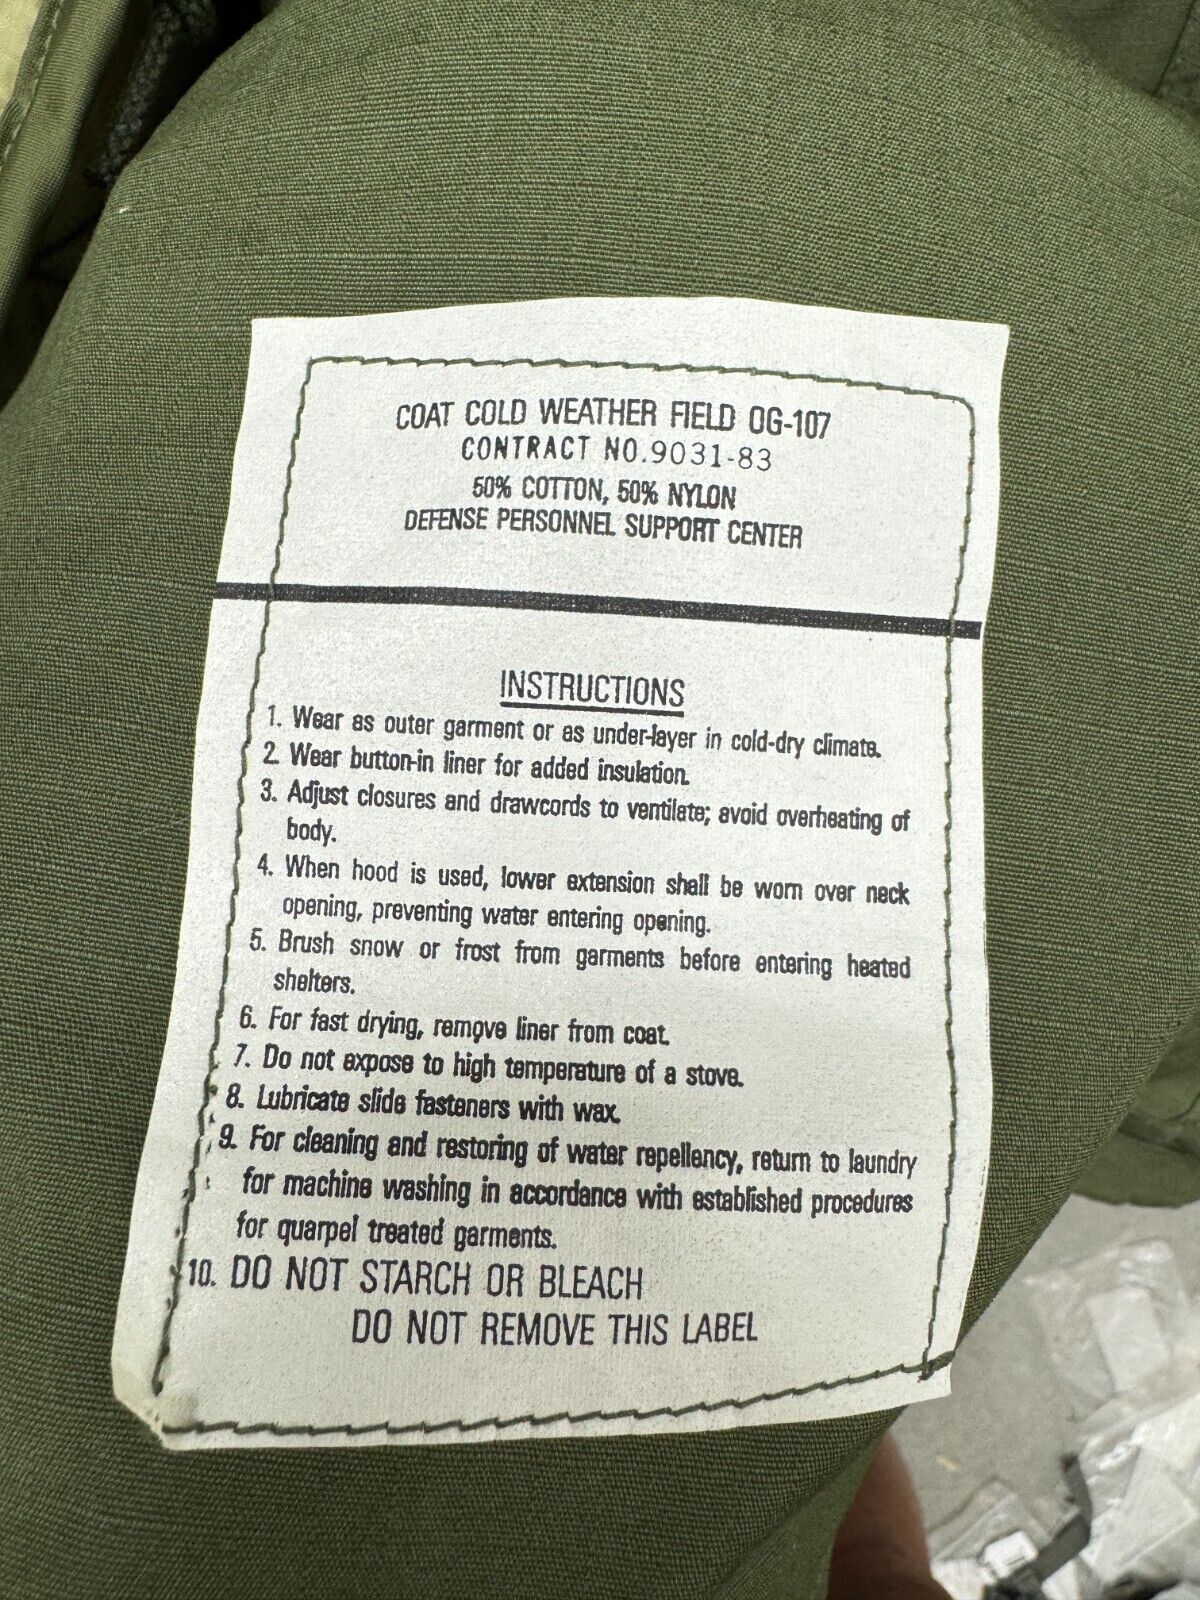 COAT COLD WEATHER FIELD OG-107
CONTRACT NO.9031-83
50% COTTON, 50% NYLON
DEFENSE PERSONNEL SUPPORT CENTER
INSTRUCTIONS
1. Wear as outer garment or as under-layer in cold-dry climate.
2. Wear button-in liner for added insulation.
3. Adjust closures and drawcords to ventilate; avoid overheating of
body.
4. When hood is used, lower extension shall be worn over neck
opening, preventing water entering opening.
5. Brush snow or frost from garments before entering heated
shelters.
6. For fast drying, remove liner from coat.
7. Do not expose to high temperature of a stove.
8. Lubricate slide fasteners with wax.
9. For cleaning and restoring of water repellency, return to laundry
for machine washing in accordance with established procedures
for quarpel treated garments.
10. DO NOT STARCH OR BLEACH
DO NOT REMOVE THIS LABEL